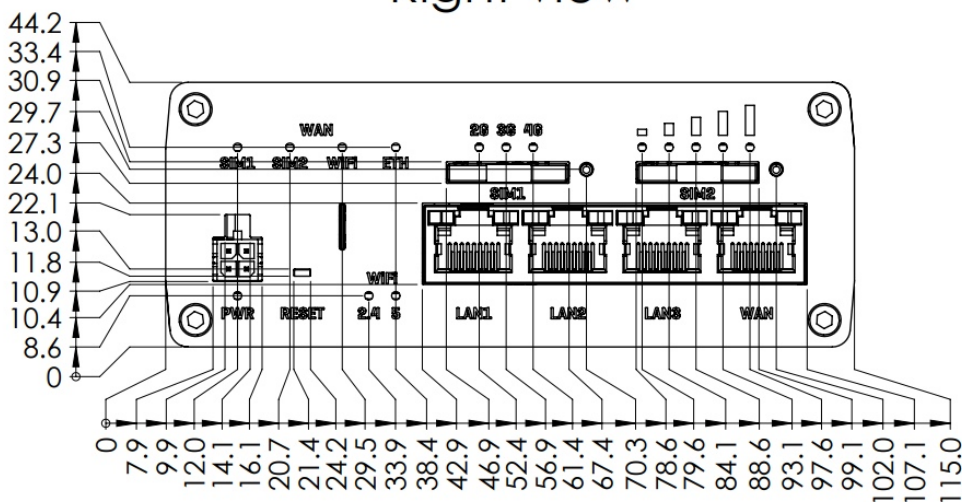 Right view
44.2
33.4
30.9
29.7
27.3
24.0
22.1
13.0
11.8
10.9
10.4
8.6
0
WAN
SIM1 SIM2 WIFI ETH
2G 3G 4G
SIM1
SIM2
WIFI
PWR RESET 2.4 5
LAN1 LAN2 LAN3 WAN
0 7.9 9.9 12.0 14.1 16.1 20.7 21.4 24.2 29.5 33.9 38.4 42.9 46.9 52.4 56.9 61.4 67.4 70.3 78.6 79.6 84.1 88.6 93.1 97.6 99.1 102.0 107.1 115.0